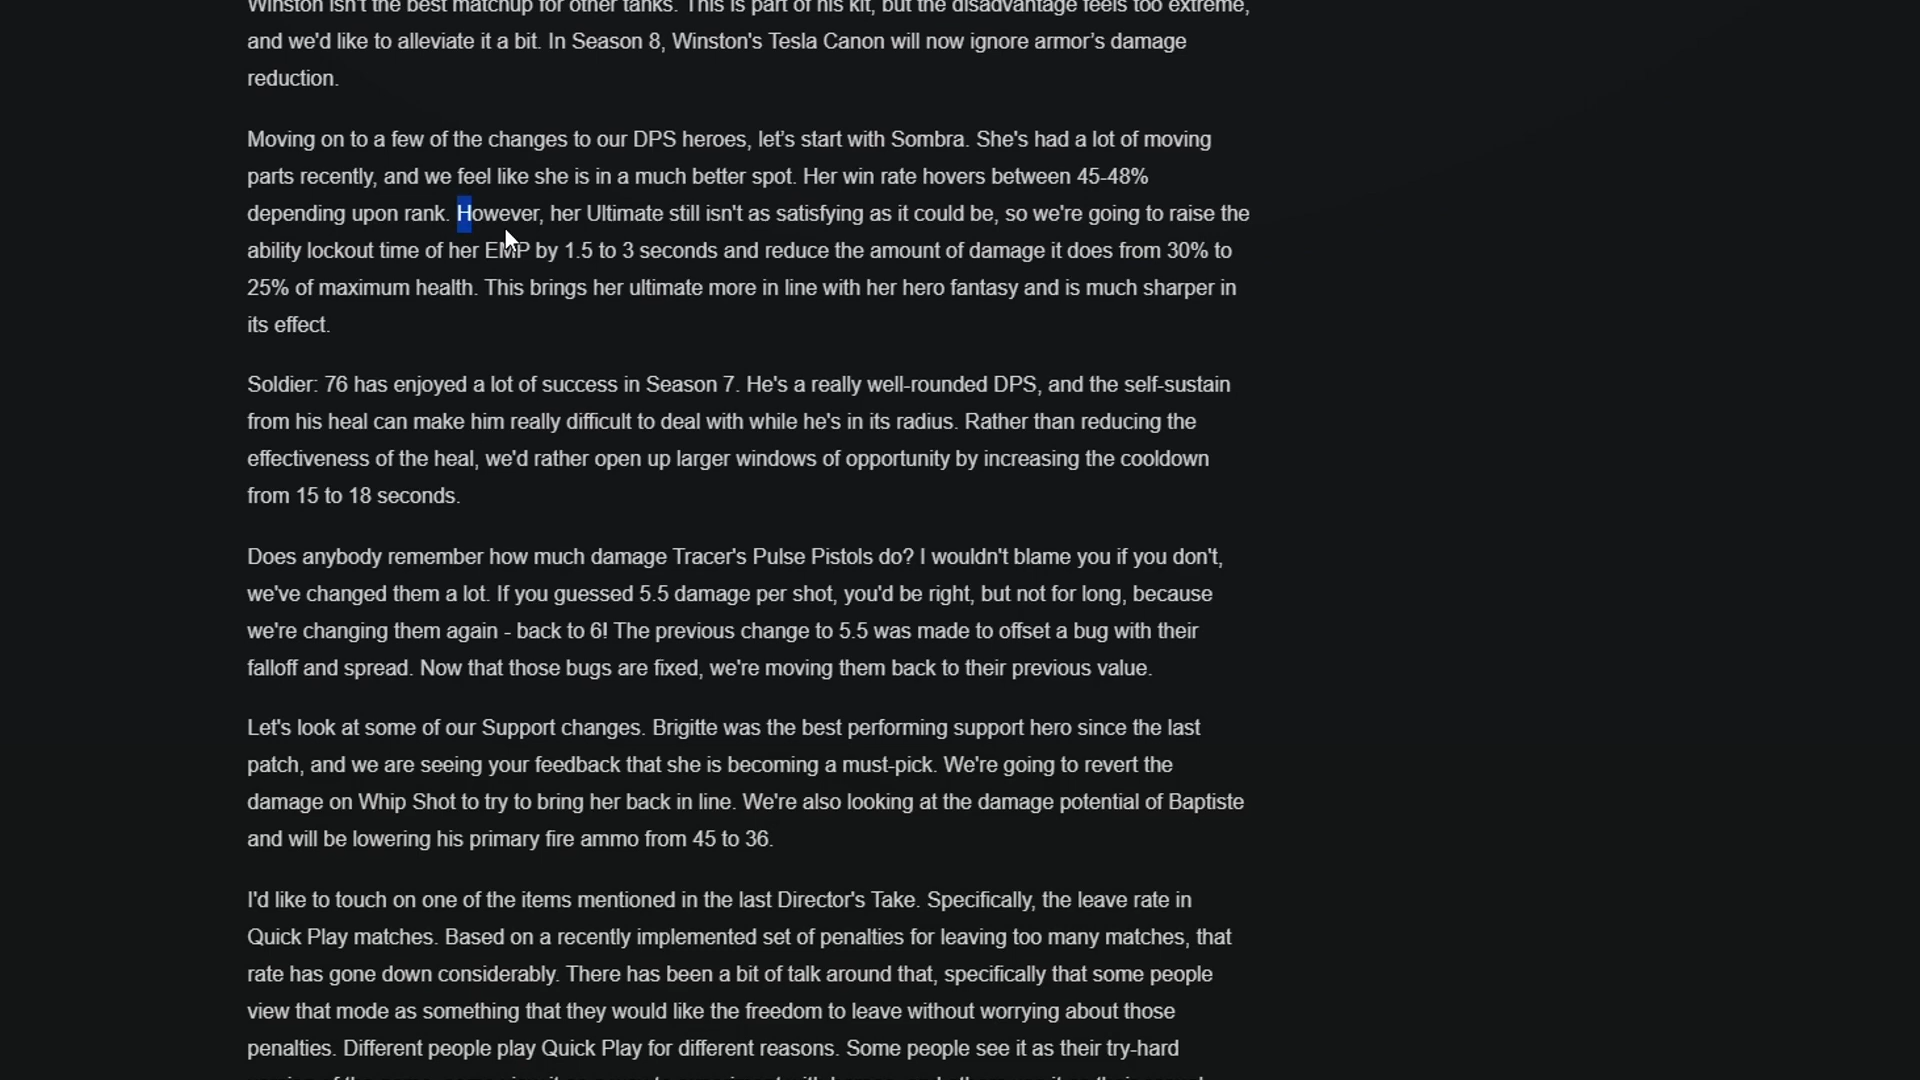 Winston isn't the best matchup for other tanks. This is part of his kit, but the disadvantage feels too extreme,
and we'd like to alleviate it a bit. In Season 8, Winston's Tesla Canon will now ignore armor’s damage
reduction.
Moving on to a few of the changes to our DPS heroes, let’s start with Sombra. She's had a lot of moving
parts recently, and we feel like she is in a much better spot. Her win rate hovers between 45-48%
depending upon rank. However, her Ultimate still isn't as satisfying as it could be, so we're going to raise the
ability lockout time of her EMP by 1.5 to 3 seconds and reduce the amount of damage it does from 30% to
25% of maximum health. This brings her ultimate more in line with her hero fantasy and is much sharper in
its effect.
Soldier: 76 has enjoyed a lot of success in Season 7. He's a really well-rounded DPS, and the self-sustain
from his heal can make him really difficult to deal with while he's in its radius. Rather than reducing the
effectiveness of the heal, we'd rather open up larger windows of opportunity by increasing the cooldown
from 15 to 18 seconds.
Does anybody remember how much damage Tracer's Pulse Pistols do? I wouldn't blame you if you don't,
we've changed them a lot. If you guessed 5.5 damage per shot, you'd be right, but not for long, because
we're changing them again - back to 6! The previous change to 5.5 was made to offset a bug with their
falloff and spread. Now that those bugs are fixed, we're moving them back to their previous value.
Let's look at some of our Support changes. Brigitte was the best performing support hero since the last
patch, and we are seeing your feedback that she is becoming a must-pick. We're going to revert the
damage on Whip Shot to try to bring her back in line. We're also looking at the damage potential of Baptiste
and will be lowering his primary fire ammo from 45 to 36.
I'd like to touch on one of the items mentioned in the last Director's Take. Specifically, the leave rate in
Quick Play matches. Based on a recently implemented set of penalties for leaving too many matches, that
rate has gone down considerably. There has been a bit of talk around that, specifically that some people
view that mode as something that they would like the freedom to leave without worrying about those
penalties. Different people play Quick Play for different reasons. Some people see it as their try-hard